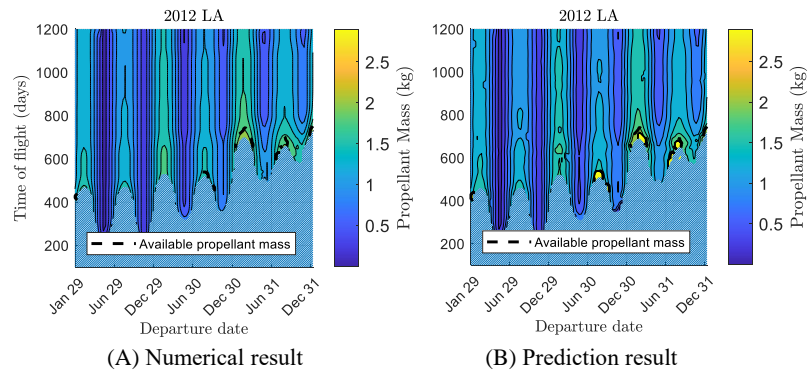 2012 LA
1200
1000
800
600
400
200
Time of flight (days)
Available propellant mass
Jan 29
Jun 29
Dec 29
Jun 30
Dec 30
Jun 31
Dec 31
Departure date
2.5
2
1.5
1
0.5
Propellant Mass (kg)
(A) Numerical result
2012 LA
1200
1000
800
600
400
200
Available propellant mass
Jan 29
Jun 29
Dec 29
Jun 30
Dec 30
Jun 31
Dec 31
Departure date
2.5
2
1.5
1
0.5
Propellant Mass (kg)
(B) Prediction result